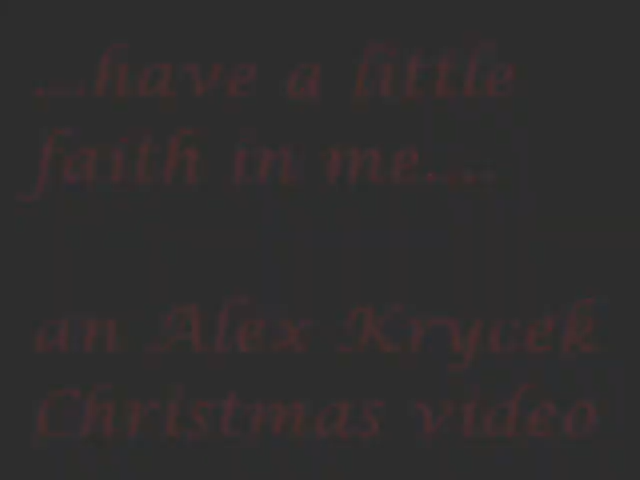 ...have a little
faith in me....
an Alex Krycek
Christmas video